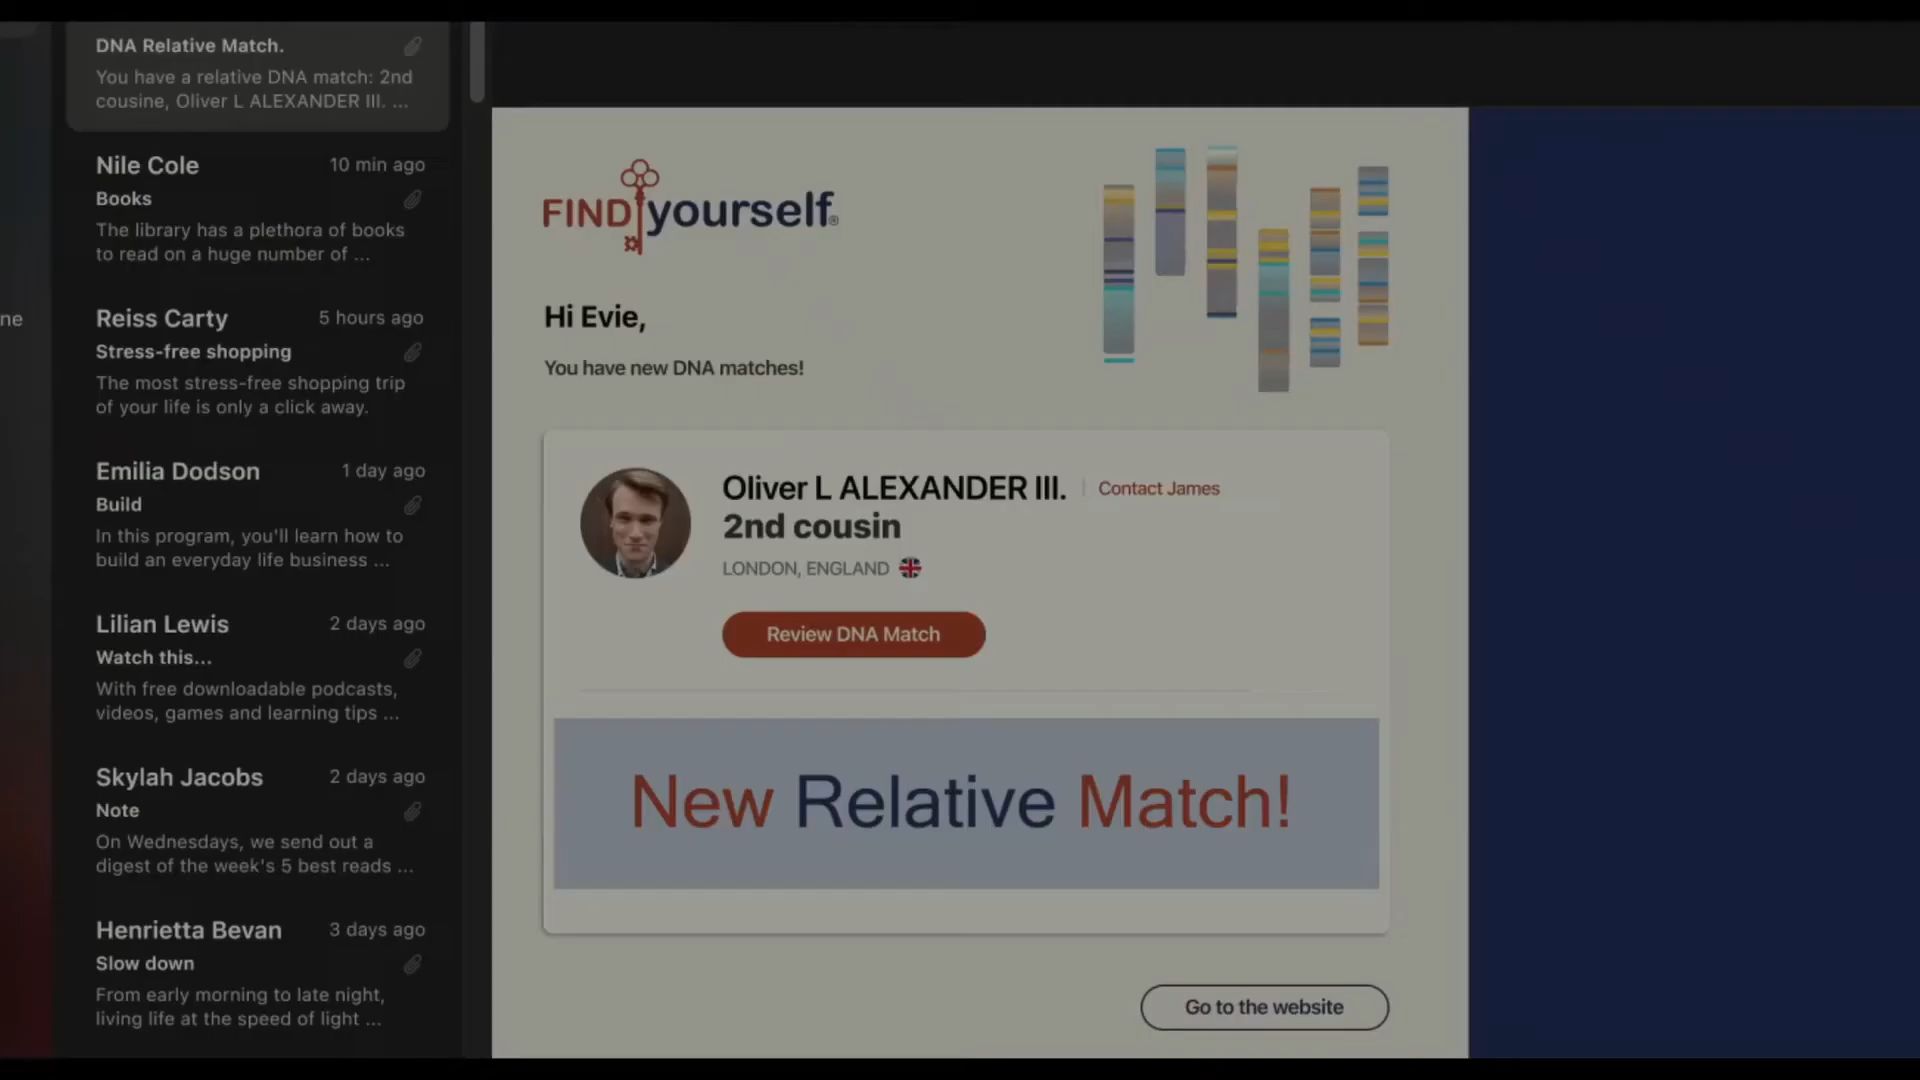 ne
DNA Relative Match.
You have a relative DNA match: 2nd
cousine, Oliver L ALEXANDER III. ...
Nile Cole 10 min ago
Books
The library has a plethora of books
to read on a huge number of ...
Reiss Carty 5 hours ago
Stress-free shopping
The most stress-free shopping trip
of your life is only a click away.
Emilia Dodson 1 day ago
Build
In this program, you'll learn how to
build an everyday life business ...
Lilian Lewis 2 days ago
Watch this...
With free downloadable podcasts,
videos, games and learning tips ...
Skylah Jacobs 2 days ago
Note
On Wednesdays, we send out a
digest of the week's 5 best reads ...
Henrietta Bevan 3 days ago
Slow down
From early morning to late night,
living life at the speed of light ...
FIND yourself®
Hi Evie,
You have new DNA matches!
Oliver L ALEXANDER III. Contact James
2nd cousin
LONDON, ENGLAND
Review DNA Match
New Relative Match!
Go to the website